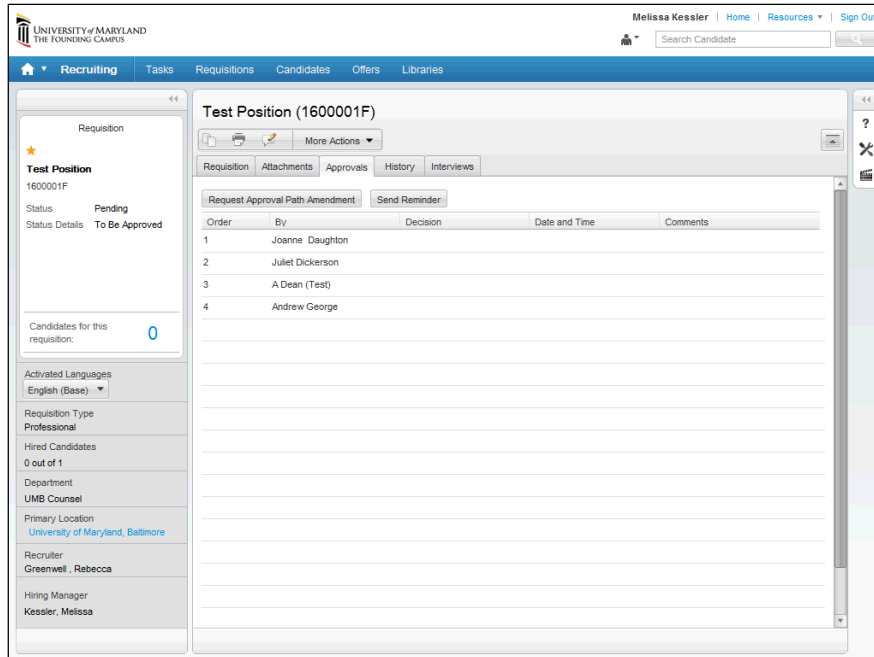 Melissa Kessler | Home | Resources | Sign Out
UNIVERSITY of MARYLAND
THE FOUNDING CAMPUS
Search Candidate
Recruiting Tasks Requisitions Candidates Offers Libraries
Requisition
Test Position
1600001F
Status Pending
Status Details To Be Approved
Candidates for this
requisition: 0
Activated Languages
English (Base)
Requisition Type
Professional
Hired Candidates
0 out of 1
Department
UMB Counsel
Primary Location
University of Maryland, Baltimore
Recruiter
Greenwell , Rebecca
Hiring Manager
Kessler, Melissa
Test Position (1600001F)
More Actions
Requisition Attachments Approvals History Interviews
Request Approval Path Amendment Send Reminder
Order By Decision Date and Time Comments
1 Joanne Daughton
2 Juliet Dickerson
3 A Dean (Test)
4 Andrew George
?